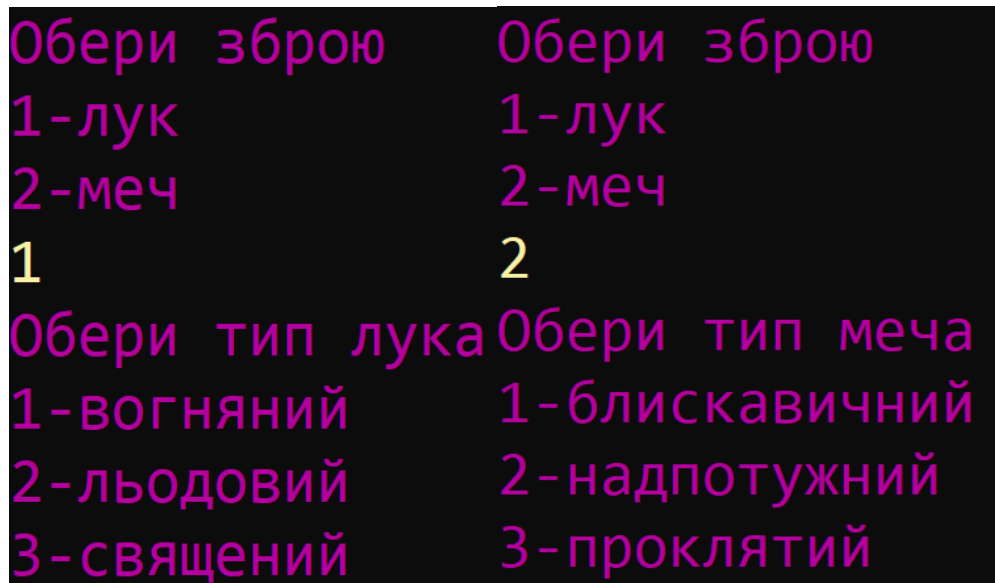 Обери зброю
1-лук
2-меч
1
Обери тип лука
1-вогняний
2-льодовий
3-священий
Обери зброю
1-лук
2-меч
2
Обери тип меча
1-блискавичний
2-надпотужний
3-проклятий